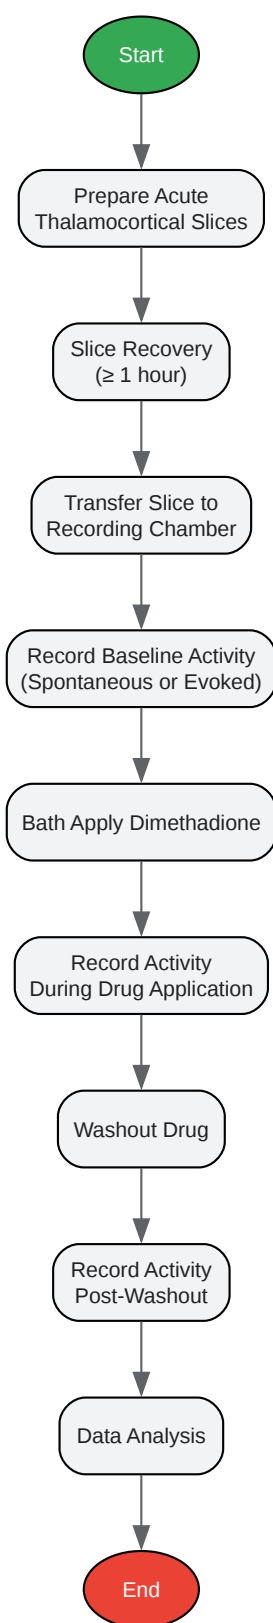 Start
Prepare Acute
Thalamocortical Slices
Slice Recovery
(≥ 1 hour)
Transfer Slice to
Recording Chamber
Record Baseline Activity
(Spontaneous or Evoked)
Bath Apply Dimethadione
Record Activity
During Drug Application
Washout Drug
Record Activity
Post-Washout
Data Analysis
End